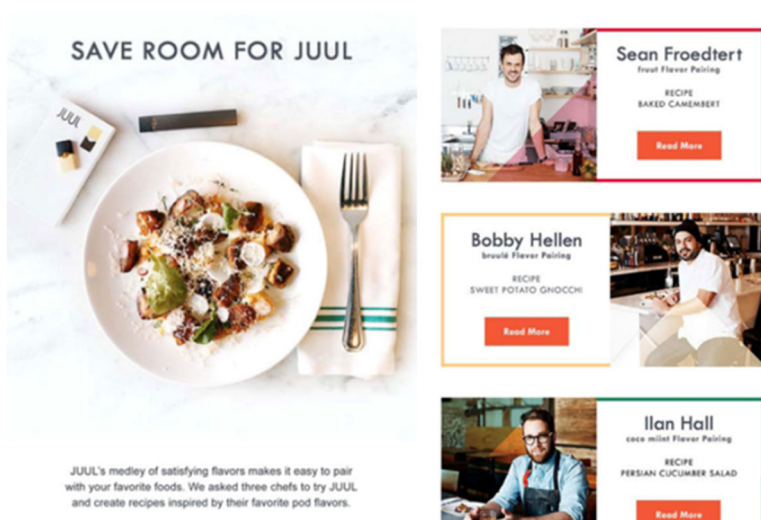 SAVE ROOM FOR JUUL
JUUL
JUUL's medley of satisfying flavors makes it easy to pair
with your favorite foods. We asked three chefs to try JUUL
and create recipes inspired by their favorite pod flavors.
Sean Froedtert
fruut Flavor Pairing
RECIPE
BAKED CAMEMBERT
Read More
Bobby Hellen
bruulé Flavor Pairing
RECIPE
SWEET POTATO GNOCCHI
Read More
Ilan Hall
coco miint Flavor Pairing
RECIPE
PERSIAN CUCUMBER SALAD
Read More